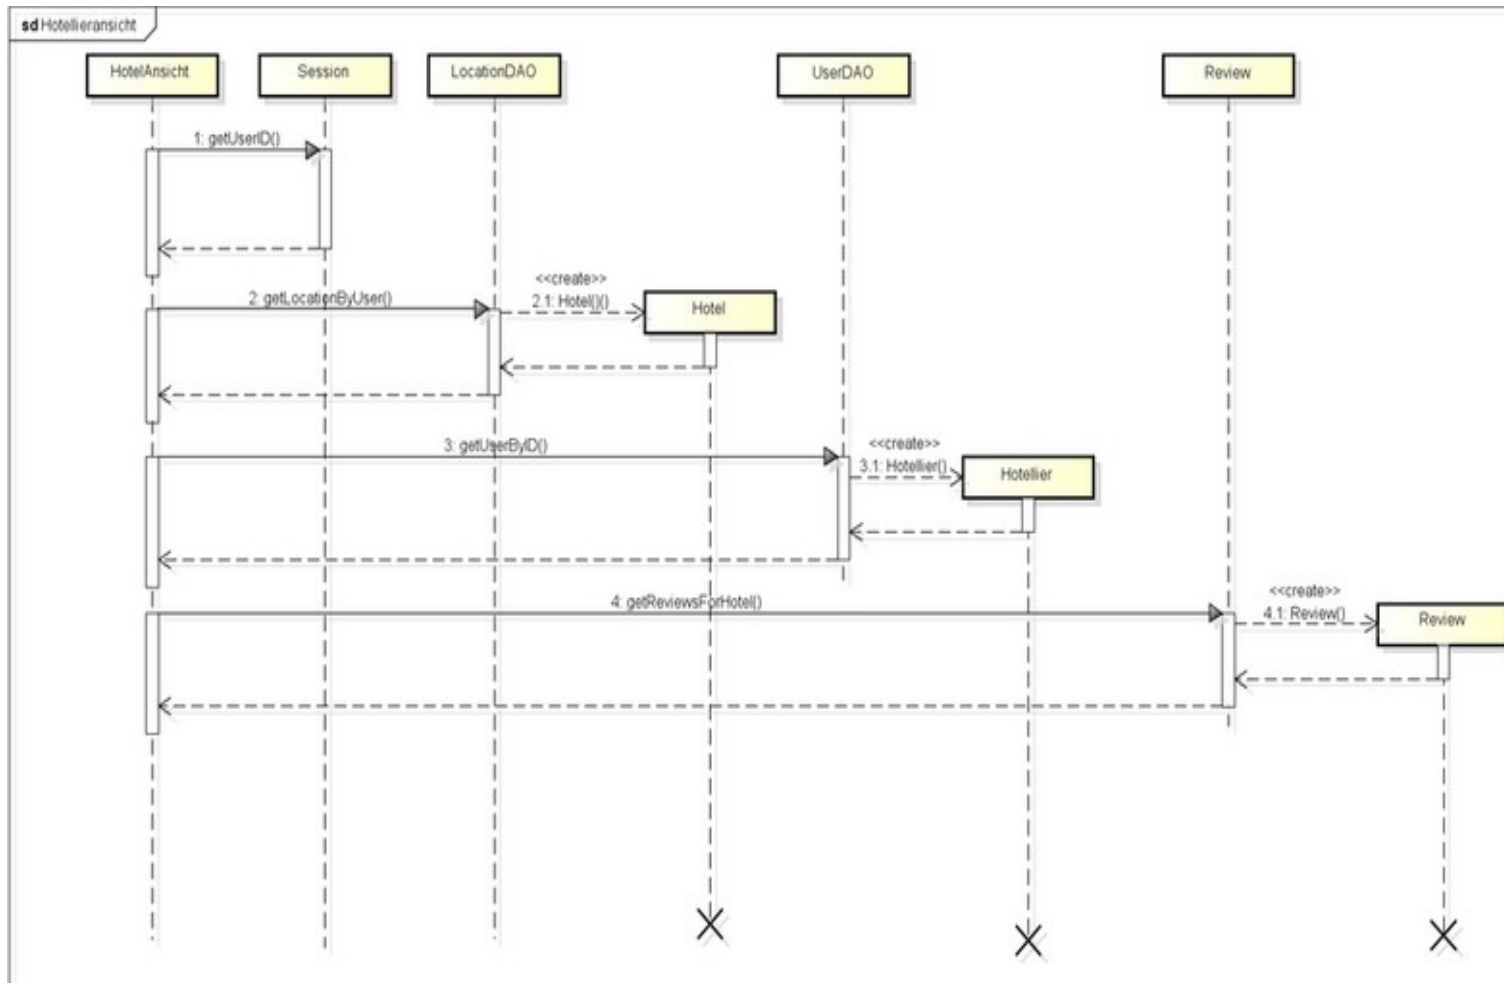 sd Hotellieransicht
HotelAnsicht
Session
LocationDAO
UserDAO
Review
1: getUserID()
<<create>>
2: getLocationByUser()
2.1: Hotel()()
Hotel
3: getUserByID()
<<create>>
3.1: Hotellier()
Hotellier
4: getReviewsForHotel()
<<create>>
4.1: Review()
Review